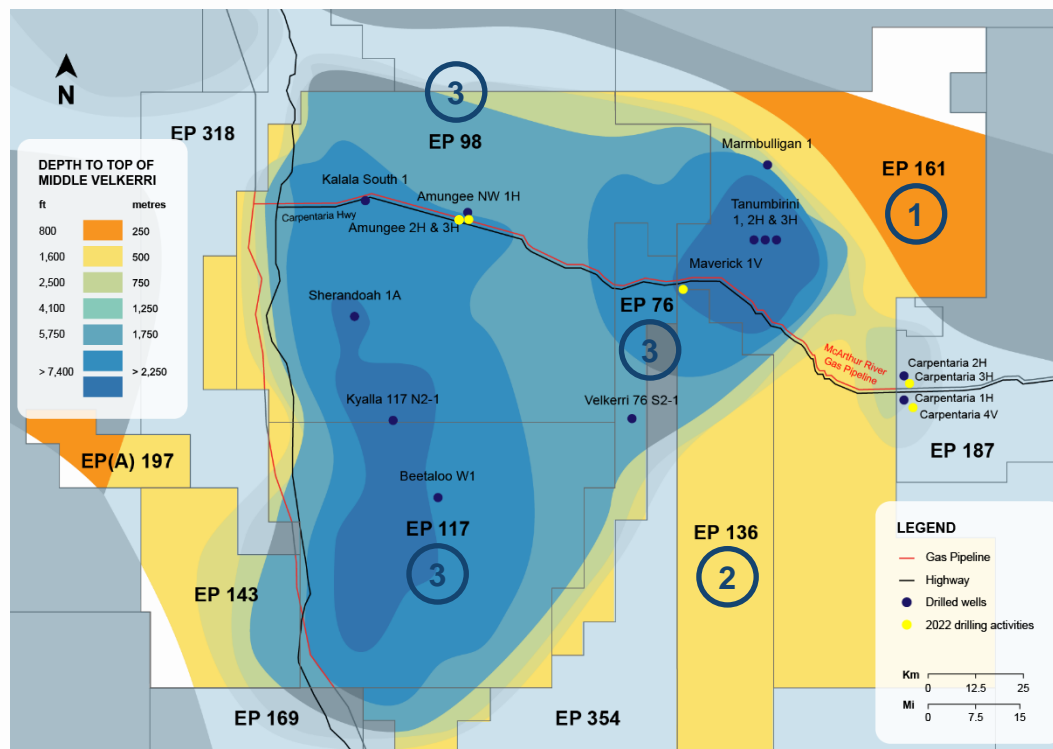 3
N
EP 318
EP 98
Marmbulligan 1
DEPTH TO TOP OF
MIDDLE VELKERRI
ft metres
800 250
1,600 500
2,500 750
4,100 1,250
5,750 1,750
> 7,400 > 2,250
EP 161
1
Kalala South 1
Amungee NW 1H
Carpentaria Hwy
Amungee 2H & 3H
Tanumbirini
1, 2H & 3H
Maverick 1V
Sherandoah 1A
EP 76
3
McArthur River
Gas Pipeline
Carpentaria 2H
Carpentaria 3H
Carpentaria 1H
Carpentaria 4V
Kyalla 117 N2-1
Velkerri 76 S2-1
EP 187
EP(A) 197
Beetaloo W1
EP 117
3
EP 136
2
EP 143
EP 169
EP 354
LEGEND
Gas Pipeline
Highway
Drilled wells
2022 drilling activities
Km
0 12.5 25
Mi
0 7.5 15